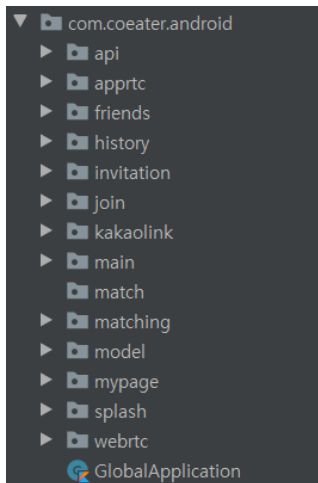 com.coeater.android
api
apprtc
friends
history
invitation
join
kakaolink
main
match
matching
model
mypage
splash
webrtc
GlobalApplication